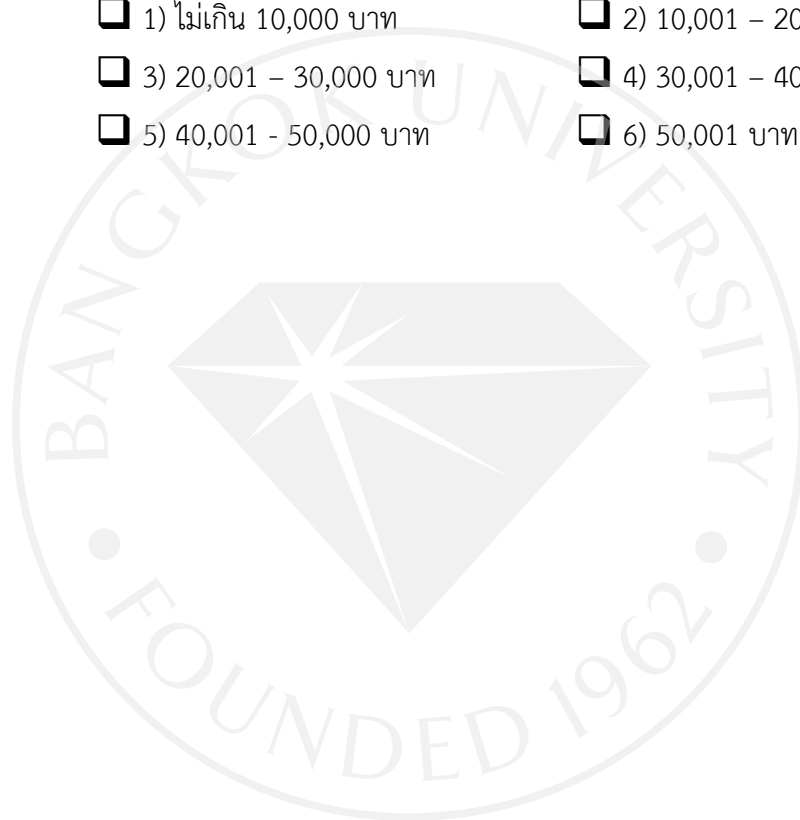 1) ไม่เกิน 10,000 บาท 2) 10,001 – 20
3) 20,001 – 30,000 บาท 4) 30,001 – 40
5) 40,001 - 50,000 บาท 6) 50,001 บาท
BANGKOK UNIVERSITY
FOUNDED 1962